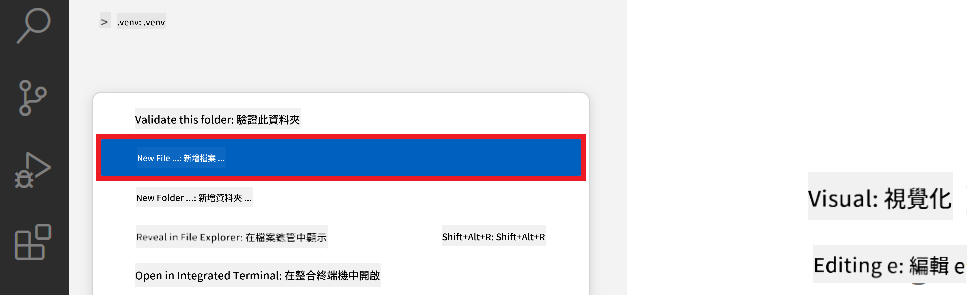 > .venv: .venv
Validate this folder: 驗證此資料夾
New File ...: 新增檔案 ...
New Folder ...: 新增資料夾 ...
Reveal in File Explorer: 在檔案總管中顯示 Shift+Alt+R: Shift+Alt+R
Open in Integrated Terminal: 在整合終端機中開啟
Visual: 視覺化
Editing e: 編輯 e